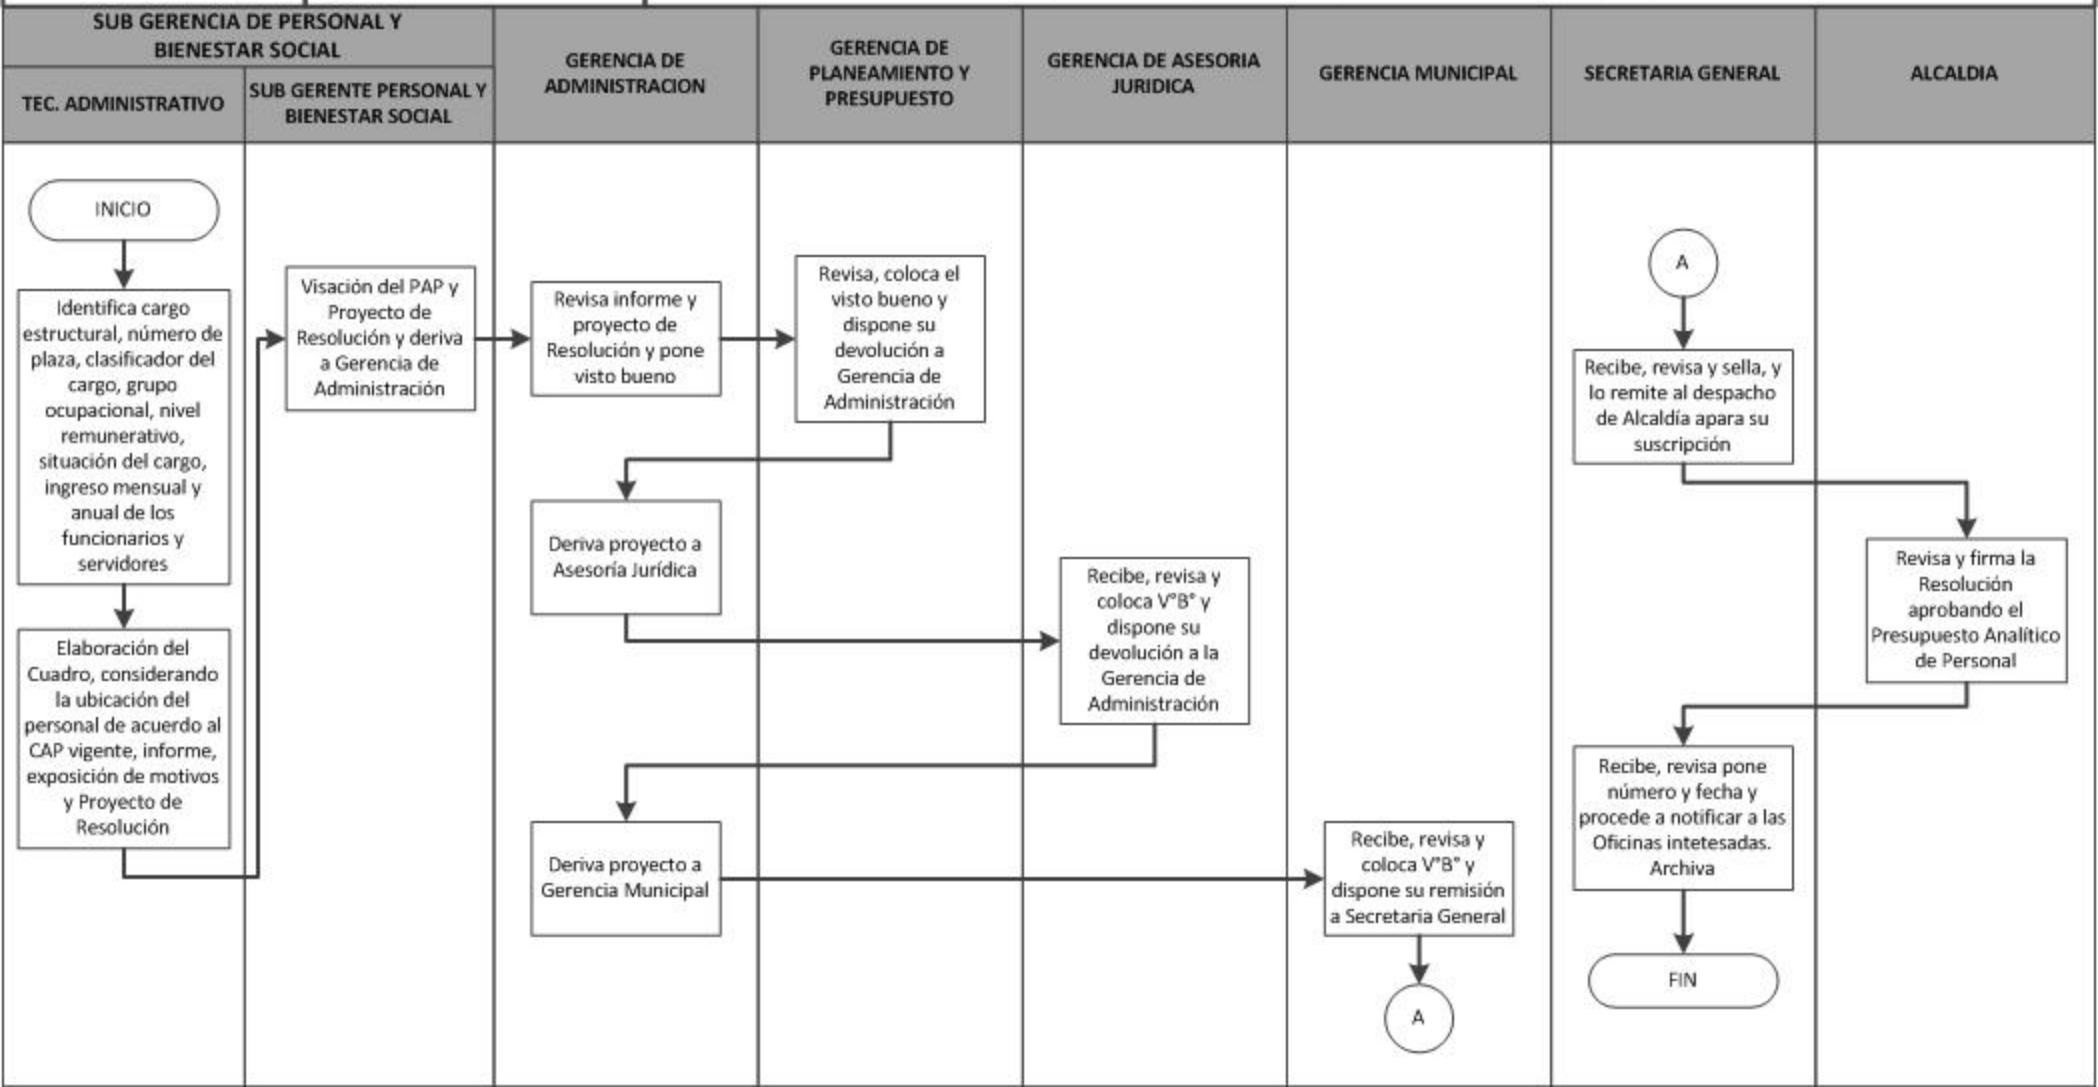 SUB GERENCIA DE PERSONAL Y
BIENESTAR SOCIAL
TEC. ADMINISTRATIVO
SUB GERENTE PERSONAL Y
BIENESTAR SOCIAL
GERENCIA DE
ADMINISTRACION
GERENCIA DE
PLANEAMIENTO Y
PRESUPUESTO
GERENCIA DE ASESORIA
JURIDICA
GERENCIA MUNICIPAL
SECRETARIA GENERAL
ALCALDIA
INICIO
Identifica cargo
estructural, número de
plaza, clasificador del
cargo, grupo
ocupacional, nivel
remunerativo,
situación del cargo,
ingreso mensual y
anual de los
funcionarios y
servidores
Elaboración del
Cuadro, considerando
la ubicación del
personal de acuerdo al
CAP vigente, informe,
exposición de motivos
y Proyecto de
Resolución
Visación del PAP y
Proyecto de
Resolución y deriva
a Gerencia de
Administración
Revisa informe y
proyecto de
Resolución y pone
visto bueno
Revisa, coloca el
visto bueno y
dispone su
devolución a
Gerencia de
Administración
Deriva proyecto a
Asesoría Jurídica
Recibe, revisa y
coloca V°B° y
dispone su
devolución a la
Gerencia de
Administración
Deriva proyecto a
Gerencia Municipal
Recibe, revisa y
coloca V°B° y
dispone su remisión
a Secretaria General
A
A
Recibe, revisa y sella, y
lo remite al despacho
de Alcaldía apara su
suscripción
Revisa y firma la
Resolución
aprobando el
Presupuesto Analítico
de Personal
Recibe, revisa pone
número y fecha y
procede a notificar a las
Oficinas intetesadas.
Archiva
FIN